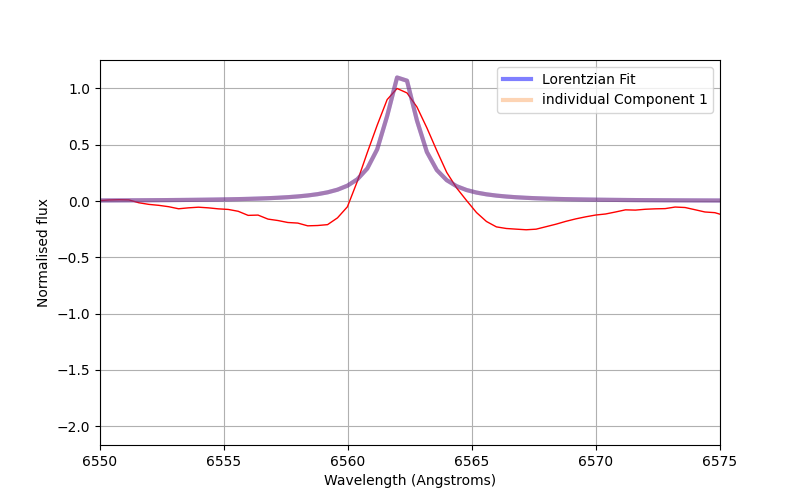 Lorentzian Fit
individual Component 1
1.0
0.5
0.0
−0.5
−1.0
−1.5
−2.0
Normalised flux
6550 6555 6560 6565 6570 6575
Wavelength (Angstroms)